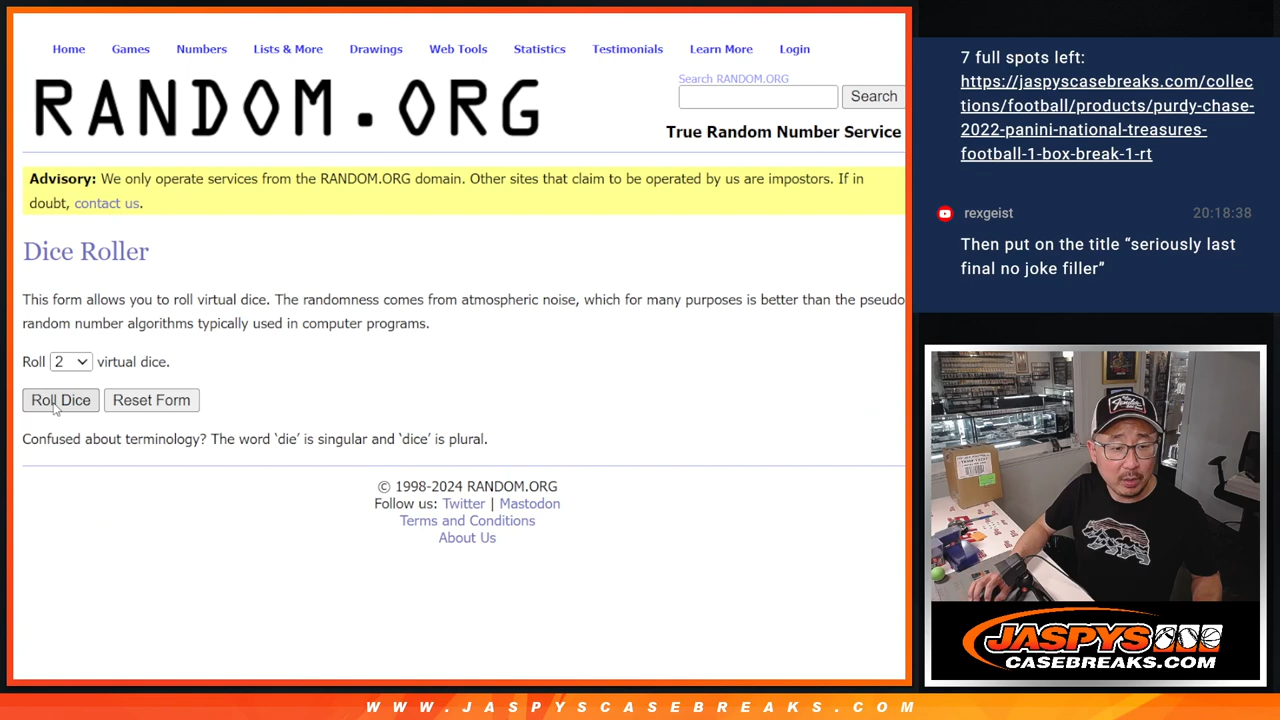 Home
Games
Numbers
Lists & More
Drawings
Web Tools
Statistics
Testimonials
Learn More
Login
RANDOM.ORG
Search RANDOM.ORG
Search
True Random Number Service
Advisory: We only operate services from the RANDOM.ORG domain. Other sites that claim to be operated by us are impostors. If in
doubt, contact us.
Dice Roller
This form allows you to roll virtual dice. The randomness comes from atmospheric noise, which for many purposes is better than the pseudo
random number algorithms typically used in computer programs.
Roll 2 virtual dice.
Roll Dice
Reset Form
Confused about terminology? The word ‘die’ is singular and ‘dice’ is plural.
© 1998-2024 RANDOM.ORG
Follow us: Twitter | Mastodon
Terms and Conditions
About Us
7 full spots left:
https://jaspyscasebreaks.com/collec
tions/football/products/purdy-chase-
2022-panini-national-treasures-
football-1-box-break-1-rt
rexgeist
20:18:38
Then put on the title “seriously last
final no joke filler”
Fender
JASPYS
CASEBREAKS.COM
WWW.JASPYSCASEBREAKS.COM